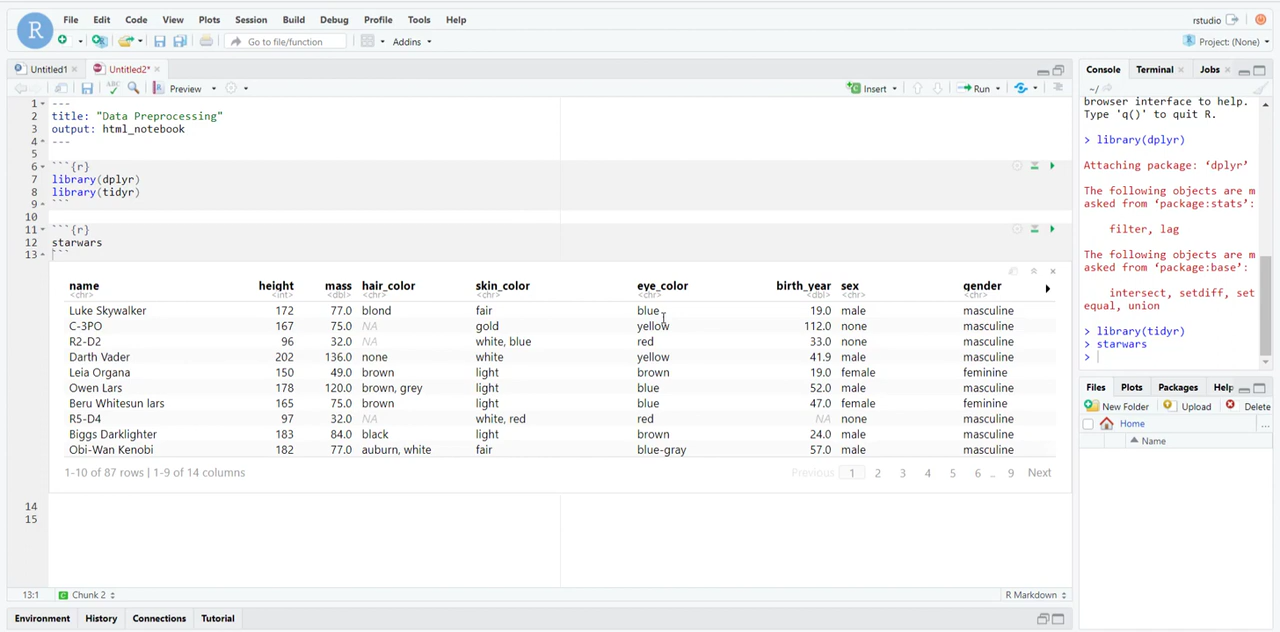 File Edit Code View Plots Session Build Debug Profile Tools Help
rstudio
R
Go to file/function
Addins
Project: (None)
Untitled1
Untitled2*
ABC
Preview
Insert
Run
1 ---
2 title: "Data Preprocessing"
3 output: html_notebook
4 ---
5
6 ```{r}
7 library(dplyr)
8 library(tidyr)
9 ```
10
11 ```{r}
12 starwars
13 ```
name height mass hair_color skin_color eye_color birth_year sex gender
<chr> <int> <dbl> <chr> <chr> <chr> <dbl> <chr> <chr>
Luke Skywalker 172 77.0 blond fair blue 19.0 male masculine
C-3PO 167 75.0 NA gold yellow 112.0 none masculine
R2-D2 96 32.0 NA white, blue red 33.0 none masculine
Darth Vader 202 136.0 none white yellow 41.9 male masculine
Leia Organa 150 49.0 brown light brown 19.0 female feminine
Owen Lars 178 120.0 brown, grey light blue 52.0 male masculine
Beru Whitesun lars 165 75.0 brown light blue 47.0 female feminine
R5-D4 97 32.0 NA white, red red NA none masculine
Biggs Darklighter 183 84.0 black light brown 24.0 male masculine
Obi-Wan Kenobi 182 77.0 auburn, white fair blue-gray 57.0 male masculine
1-10 of 87 rows | 1-9 of 14 columns
Previous 1 2 3 4 5 6 .. 9 Next
14
15
13:1 Chunk 2
R Markdown
Environment History Connections Tutorial
Console Terminal Jobs
~/
browser interface to help.
Type 'q()' to quit R.
> library(dplyr)
Attaching package: ‘dplyr’
The following objects are m
asked from ‘package:stats’:
filter, lag
The following objects are m
asked from ‘package:base’:
intersect, setdiff, set
equal, union
> library(tidyr)
> starwars
>
Files Plots Packages Help
New Folder Upload Delete
Home ...
Name